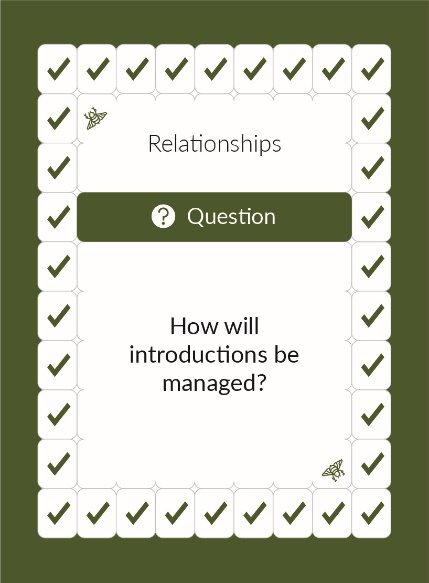 Relationships
? Question
How will
introductions be
managed?